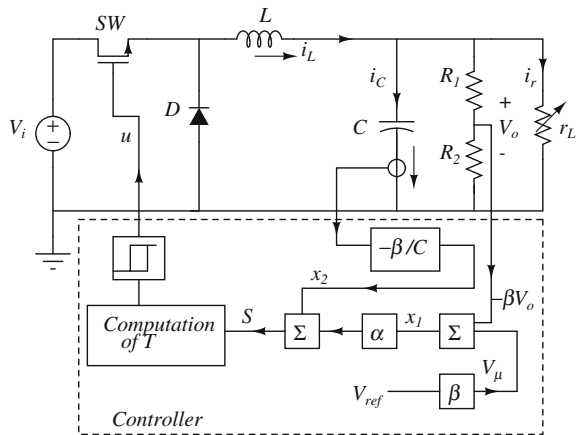 SW
L
i_L
i_C
R_1
i_r
+
V_i
+
−
D
C
V_o
r_L
u
R_2
-
−β/C
x_2
−βV_o
Computation
of T
S
Σ
α
x_1
Σ
V_μ
V_ref
β
Controller